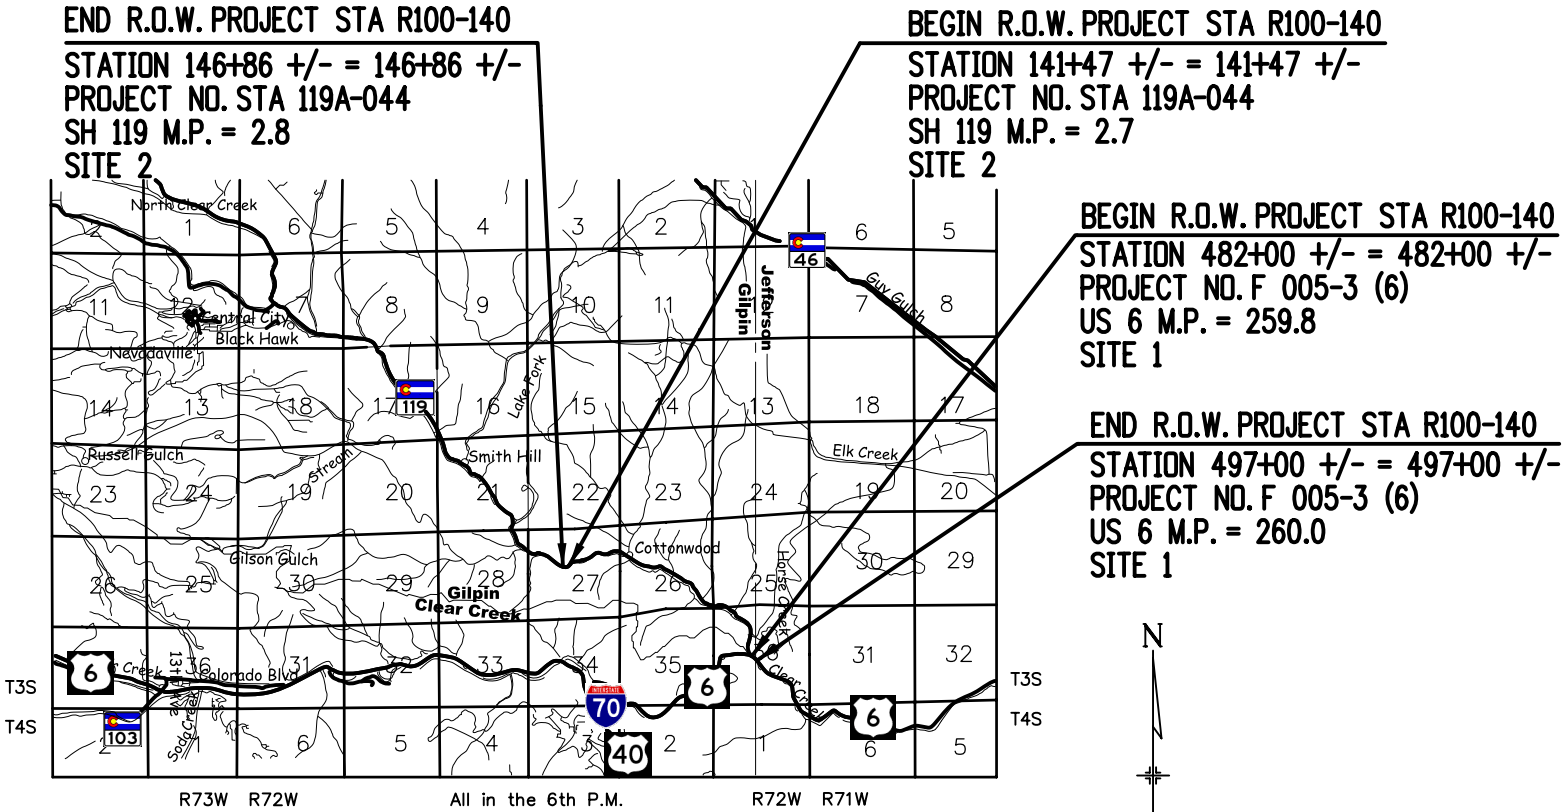 END R.O.W. PROJECT STA R100-140
STATION 146+86 +/- = 146+86 +/-
PROJECT NO. STA 119A-044
SH 119 M.P. = 2.8
SITE 2
BEGIN R.O.W. PROJECT STA R100-140
STATION 141+47 +/- = 141+47 +/-
PROJECT NO. STA 119A-044
SH 119 M.P. = 2.7
SITE 2
BEGIN R.O.W. PROJECT STA R100-140
STATION 482+00 +/- = 482+00 +/-
PROJECT NO. F 005-3 (6)
US 6 M.P. = 259.8
SITE 1
END R.O.W. PROJECT STA R100-140
STATION 497+00 +/- = 497+00 +/-
PROJECT NO. F 005-3 (6)
US 6 M.P. = 260.0
SITE 1
North Clear Creek
2 1 6 5 4 3 2 1 6 5
46
Jefferson
Gilpin
Guy Gulch
11 12 7 8 9 10 11 7 8
Central City
Black Hawk
Nevadaville
Lake Fork
119
14 13 18 17 16 15 14 13 18 17
Russell Gulch
Stream
Smith Hill
Elk Creek
23 24 19 20 21 22 23 24 19 20
Gilson Gulch
Cottonwood
Horse Creek
26 25 30 29 28 27 26 25 30 29
Gilpin
Clear Creek
6
r Creek
13th Ave
Colorado Blvd
36 31 32 33 34 35 31 32
6
Clear Creek
T3S
T3S
INTERSTATE
70
6
T4S
T4S
103
Soda Creek
2 1 6 5 4 3 2 1 6 5
40
R73W R72W
All in the 6th P.M.
R72W R71W
N